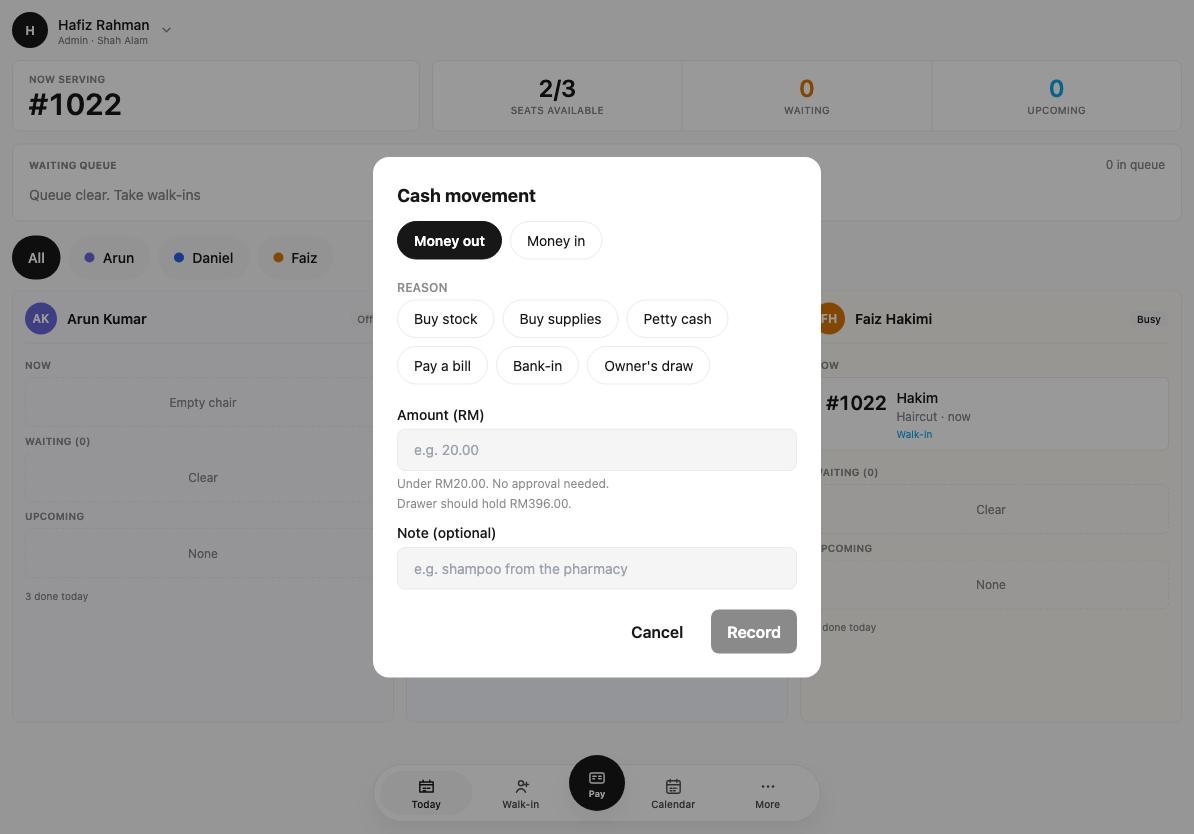 H
Hafiz Rahman
Admin · Shah Alam
NOW SERVING
#1022
2/3
SEATS AVAILABLE
0
WAITING
0
UPCOMING
WAITING QUEUE
0 in queue
Queue clear. Take walk-ins
All
Arun
Daniel
Faiz
AK
Arun Kumar
Off
NOW
Empty chair
WAITING (0)
Clear
UPCOMING
None
3 done today
Cash movement
Money out
Money in
REASON
Buy stock
Buy supplies
Petty cash
Pay a bill
Bank-in
Owner's draw
Amount (RM)
e.g. 20.00
Under RM20.00. No approval needed.
Drawer should hold RM396.00.
Note (optional)
e.g. shampoo from the pharmacy
Cancel
Record
FH
Faiz Hakimi
Busy
OW
#1022
Hakim
Haircut · now
Walk-in
AITING (0)
Clear
PCOMING
None
done today
Today
Walk-in
Pay
Calendar
More